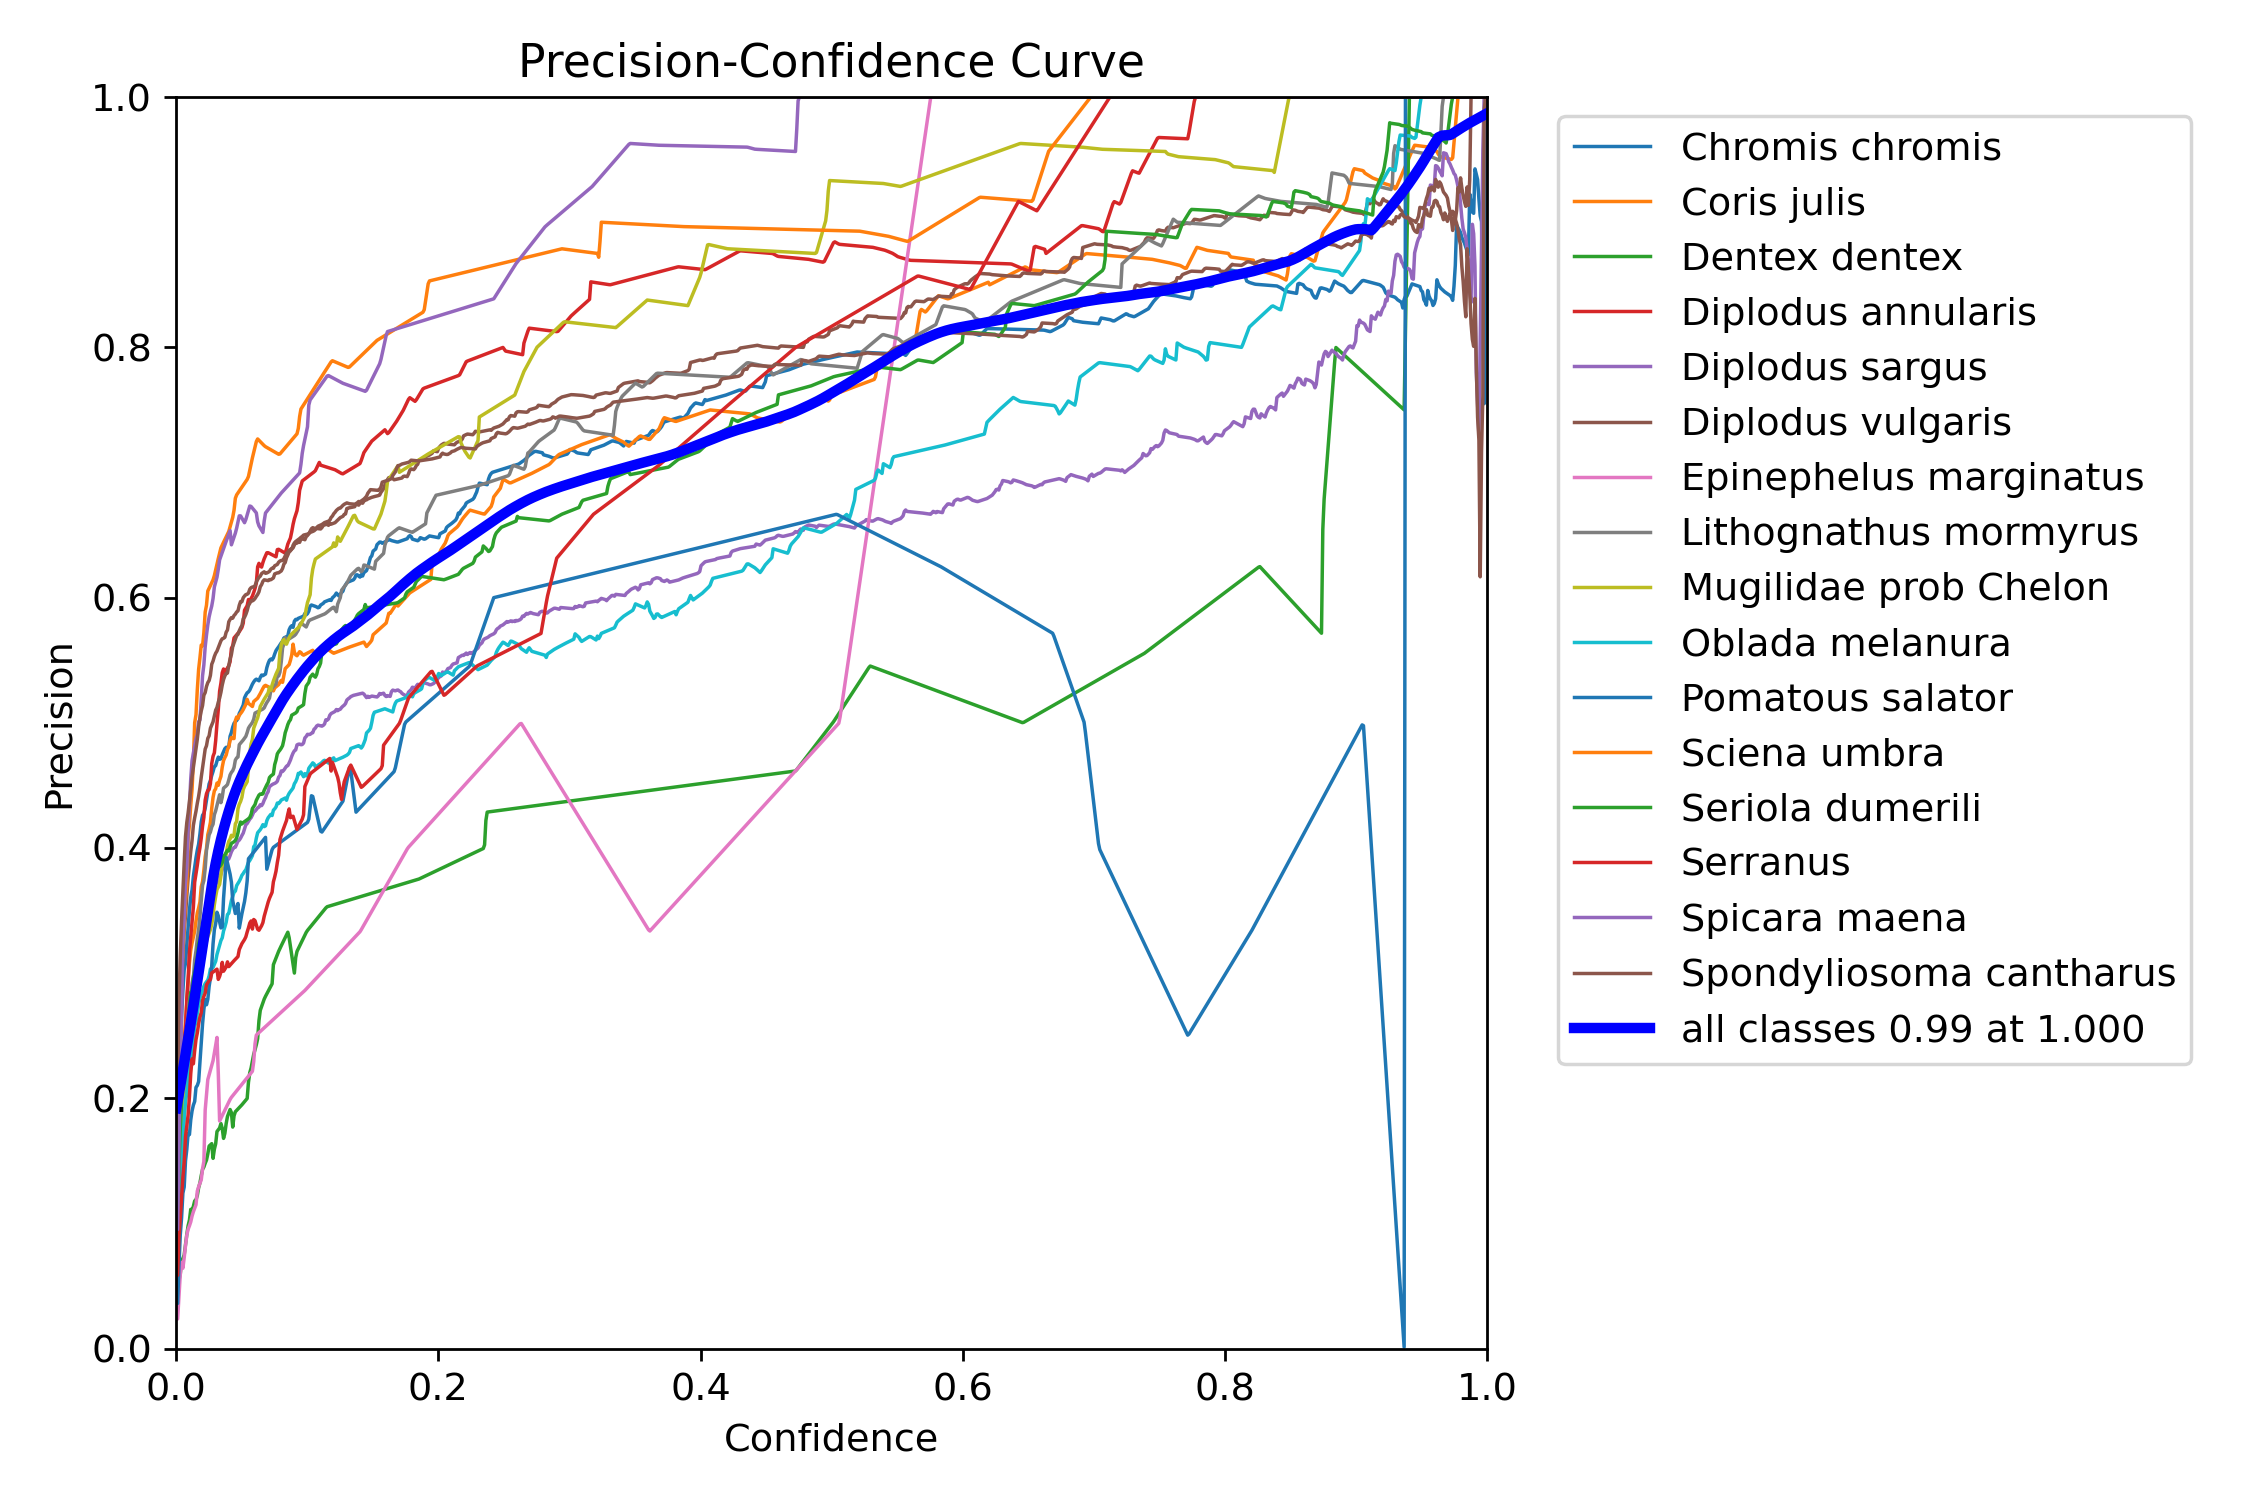 Precision-Confidence Curve
1.0
0.8
0.6
0.4
0.2
0.0
Precision
0.0 0.2 0.4 0.6 0.8 1.0
Confidence
Chromis chromis
Coris julis
Dentex dentex
Diplodus annularis
Diplodus sargus
Diplodus vulgaris
Epinephelus marginatus
Lithognathus mormyrus
Mugilidae prob Chelon
Oblada melanura
Pomatous salator
Sciena umbra
Seriola dumerili
Serranus
Spicara maena
Spondyliosoma cantharus
all classes 0.99 at 1.000